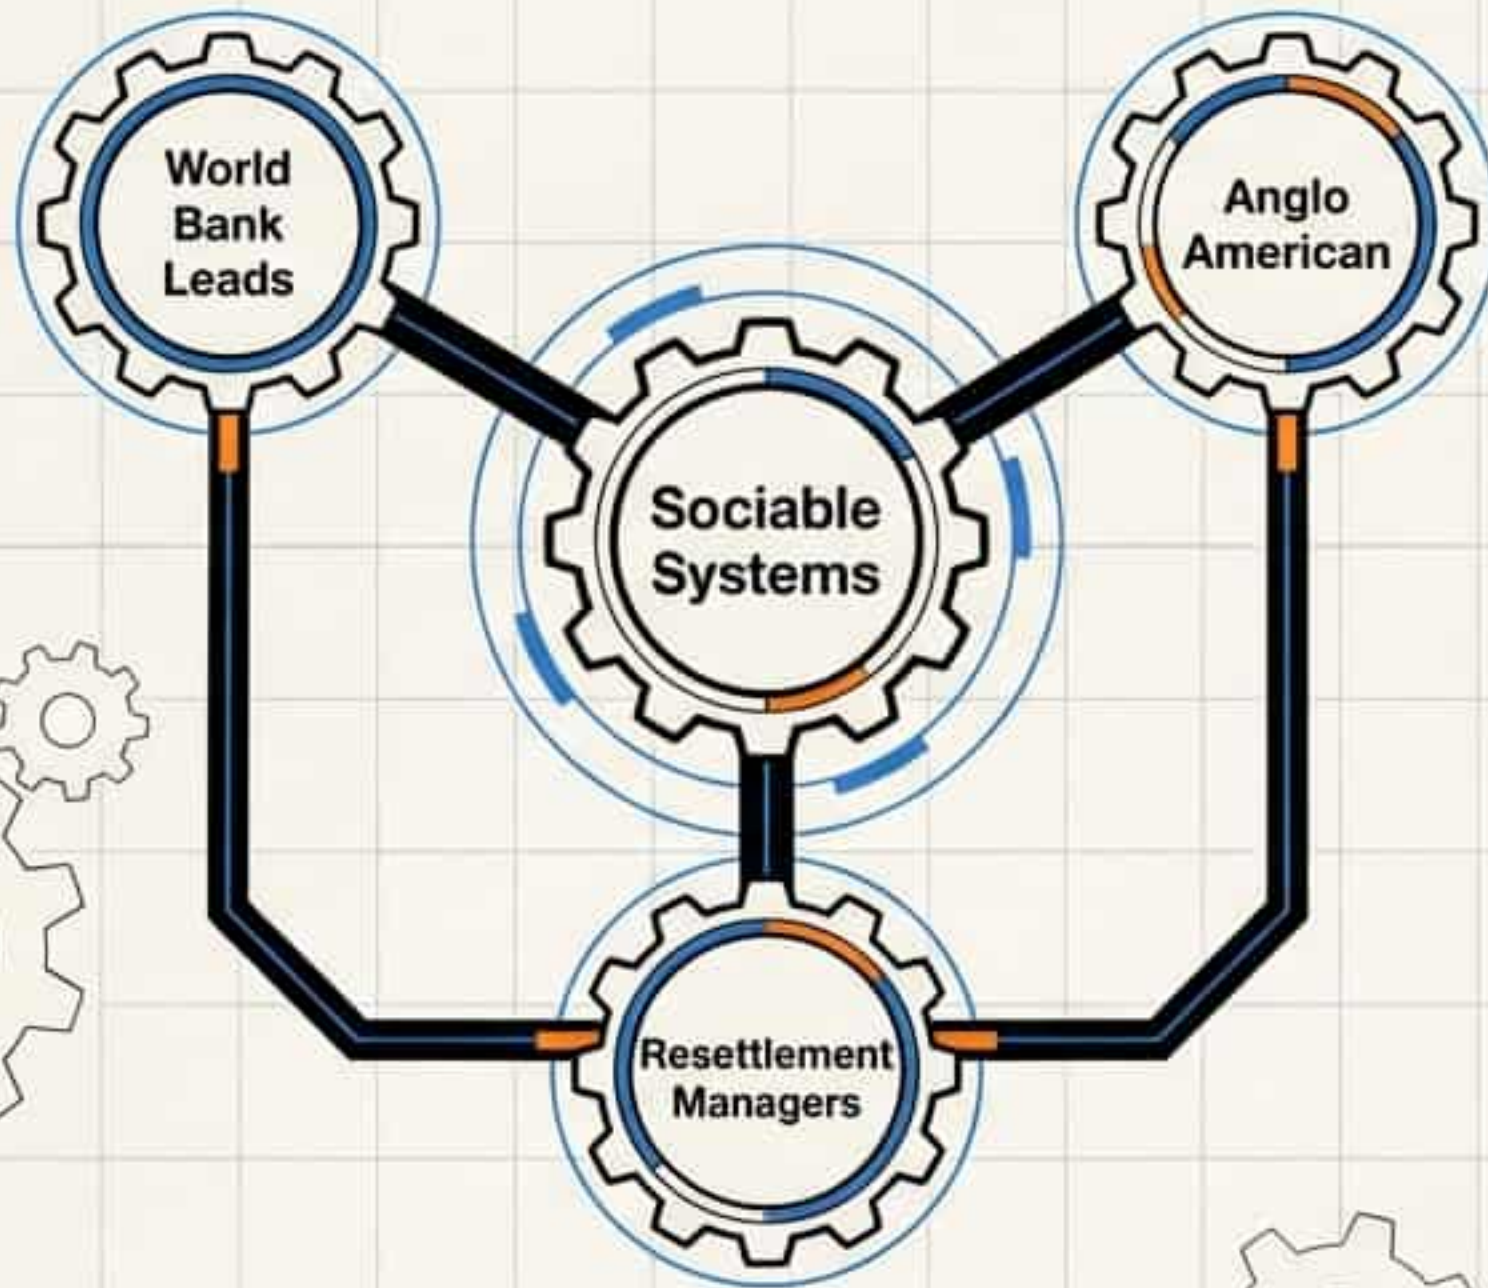 World
Bank
Leads
Anglo
American
Sociable
Systems
Resettlement
Managers